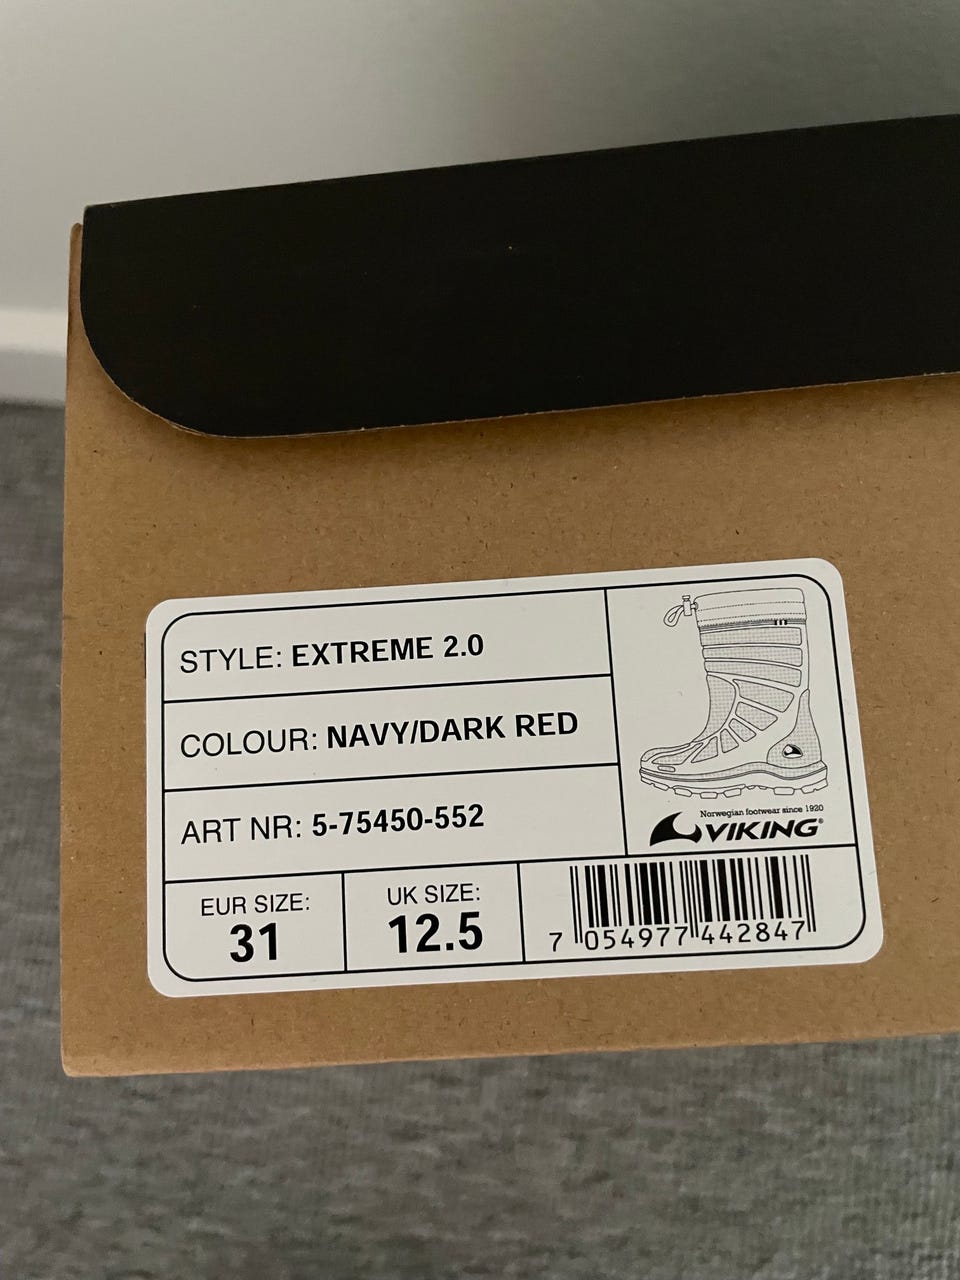 STYLE: EXTREME 2.0
COLOUR: NAVY/DARK RED
ART NR: 5-75450-552
Norwegian footwear since 1920
VIKING®
EUR SIZE:
31
UK SIZE:
12.5
7 054977 442847